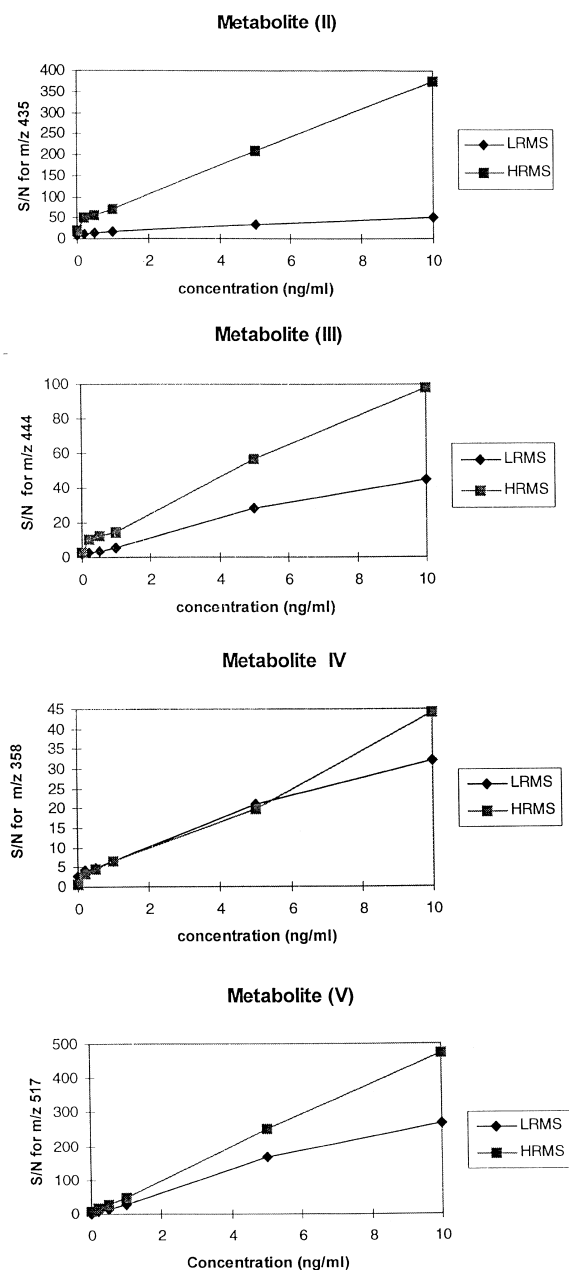 Metabolite (II)
S/N for m/z 435
400
350
300
250
200
150
100
50
0
0 2 4 6 8 10
concentration (ng/ml)
LRMS
HRMS
Metabolite (III)
S/N for m/z 444
100
80
60
40
20
0
0 2 4 6 8 10
concentration (ng/ml)
LRMS
HRMS
Metabolite IV
S/N for m/z 358
45
40
35
30
25
20
15
10
5
0
0 2 4 6 8 10
concentration (ng/ml)
LRMS
HRMS
Metabolite (V)
S/N for m/z 517
500
400
300
200
100
0
0 2 4 6 8 10
Concentration (ng/ml)
LRMS
HRMS